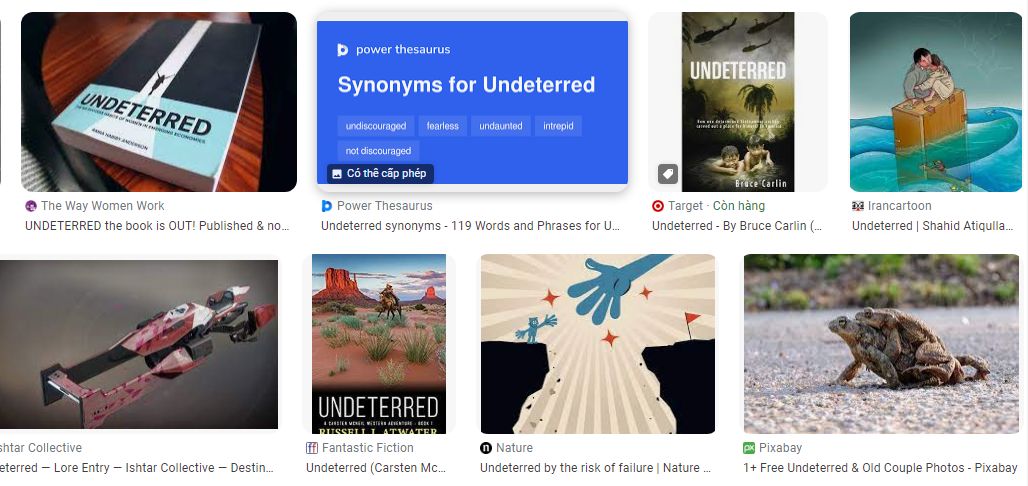 UNDETERRED
ANNA HABBY ANDERSON
power thesaurus
Synonyms for Undeterred
undiscouraged fearless undaunted intrepid
not discouraged
Có thể cấp phép
UNDETERRED
Bruce Carlin
The Way Women Work
UNDETERRED the book is OUT! Published & no...
Power Thesaurus
Undeterred synonyms - 119 Words and Phrases for U...
Target · Còn hàng
Undeterred - By Bruce Carlin (...
Irancartoon
Undeterred | Shahid Atiqulla...
UNDETERRED
A CARSTEN MCNEIL WESTERN ADVENTURE - BOOK 1
RUSSELL J. ATWATER
shtar Collective
eterred — Lore Entry — Ishtar Collective — Destin...
Fantastic Fiction
Undeterred (Carsten Mc...
n Nature
Undeterred by the risk of failure | Nature ...
px Pixabay
1+ Free Undeterred & Old Couple Photos - Pixabay